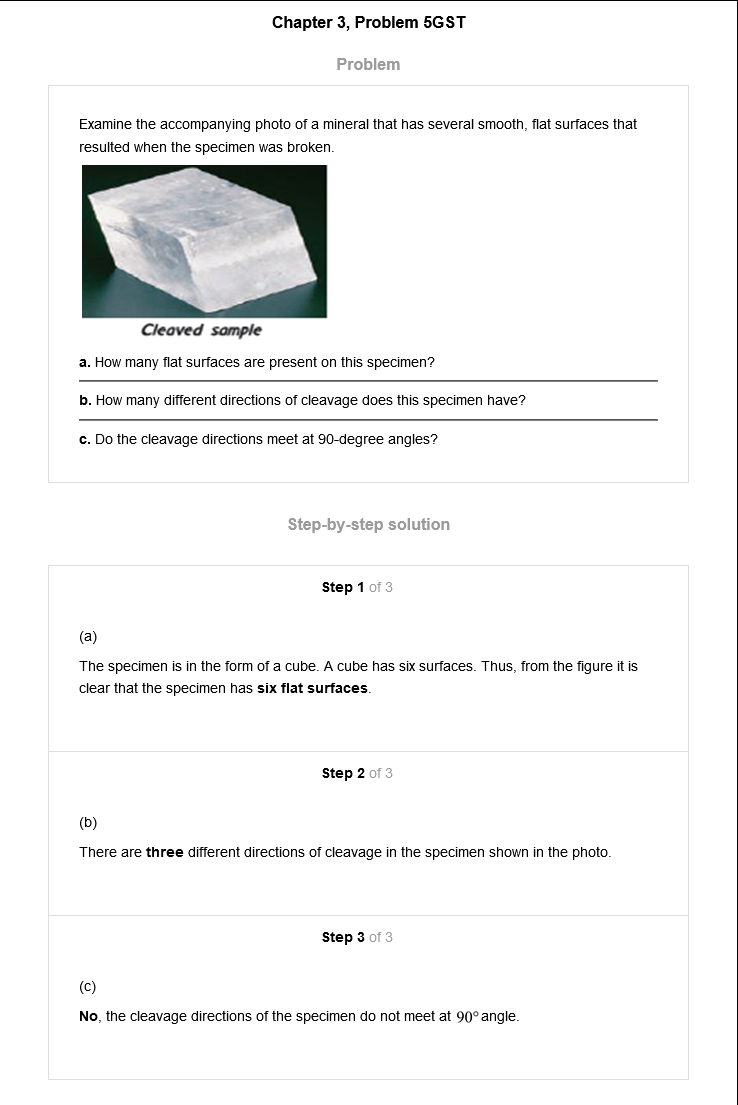 Chapter 3, Problem 5GST
Problem
Examine the accompanying photo of a mineral that has several smooth, flat surfaces that
resulted when the specimen was broken.
Cleaved sample
a. How many flat surfaces are present on this specimen?
b. How many different directions of cleavage does this specimen have?
c. Do the cleavage directions meet at 90-degree angles?
Step-by-step solution
Step 1 of 3
(a)
The specimen is in the form of a cube. A cube has six surfaces. Thus, from the figure it is
clear that the specimen has six flat surfaces.
Step 2 of 3
(b)
There are three different directions of cleavage in the specimen shown in the photo.
Step 3 of 3
(c)
No, the cleavage directions of the specimen do not meet at 90° angle.